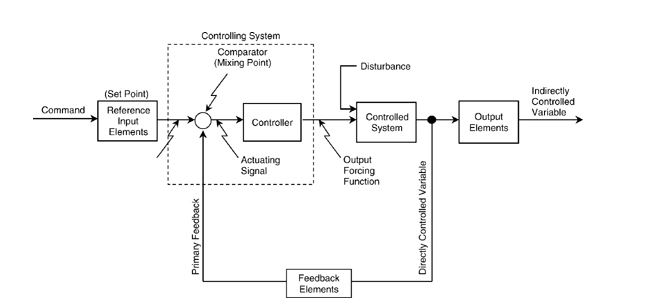 Controlling System
Comparator
(Mixing Point)
Disturbance
Command
(Set Point)
Reference
Input
Elements
Controller
Controlled
System
Output
Elements
Indirectly
Controlled
Variable
Actuating
Signal
Output
Forcing
Function
Primary Feedback
Directly Controlled Variable
Feedback
Elements